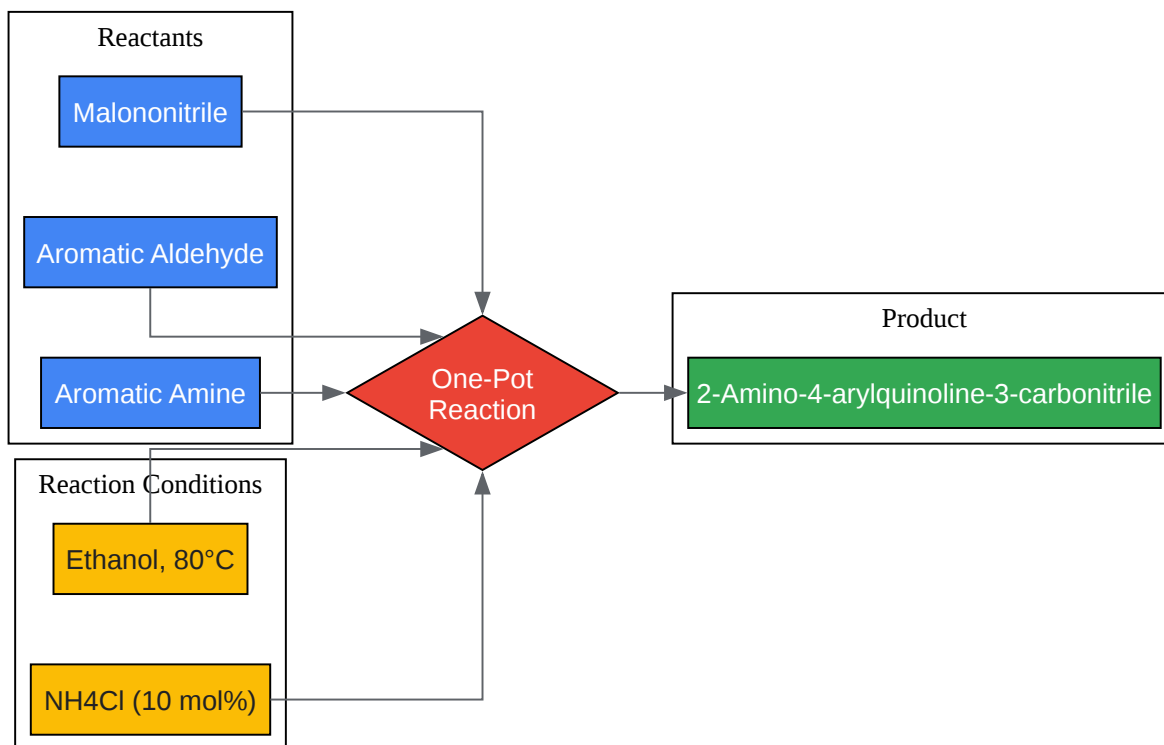 Reactants
Malononitrile
Aromatic Aldehyde
Aromatic Amine
One-Pot
Reaction
Product
2-Amino-4-arylquinoline-3-carbonitrile
Reaction Conditions
Ethanol, 80°C
NH4Cl (10 mol%)